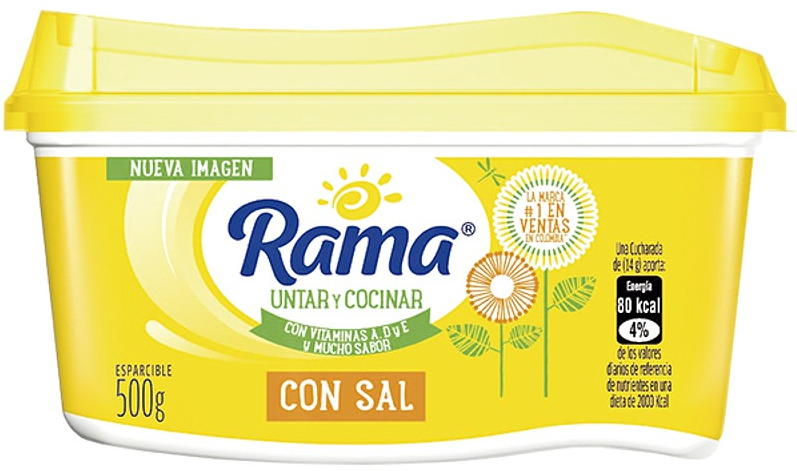 NUEVA IMAGEN
Rama®
UNTAR Y COCINAR
CON VITAMINAS A, D y E
Y MUCHO SABOR
ESPARCIBLE
500g
CON SAL
LA MARCA
#1 EN
VENTAS
EN COLOMBIA*
Una Cucharada
de (14 g) aporta:
Energía
80 kcal
4%
de los valores
diarios de referencia
de nutrientes en una
dieta de 2000 Kcal